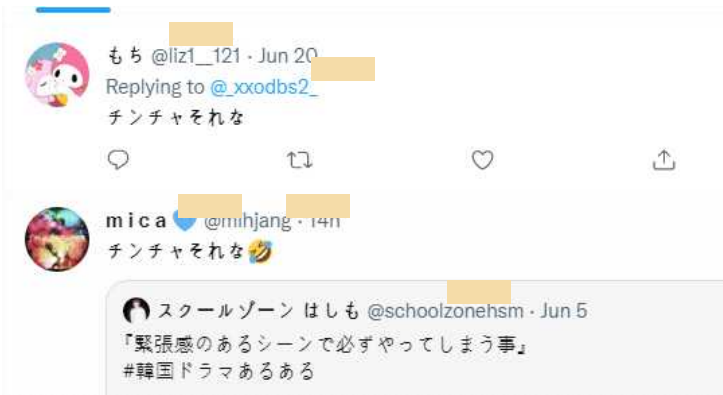 もち @liz1__121 · Jun 20
Replying to @_xxodbs2_
チンチャそれな
mica💙 @mihjang · 14h
チンチャそれな🤣
スクールゾーン はしも @schoolzonehsm · Jun 5
『緊張感のあるシーンで必ずやってしまう事』
#韓国ドラマあるある